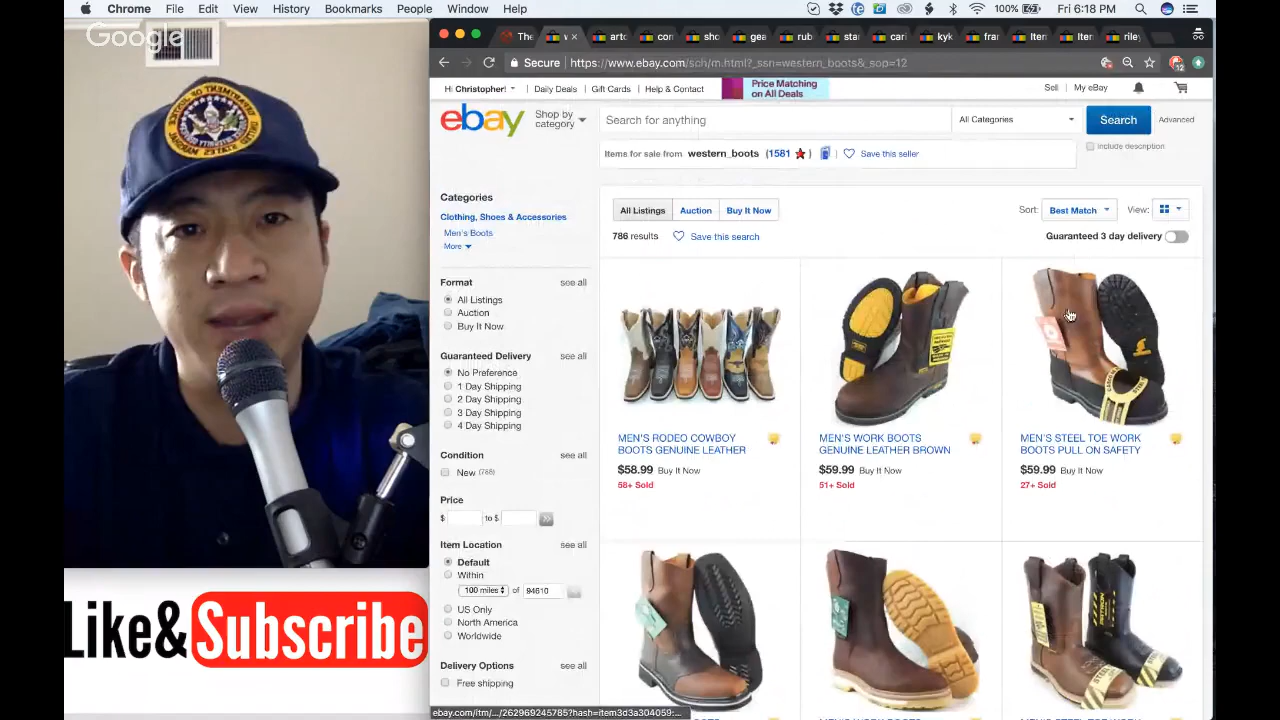 Chrome File Edit View History Bookmarks People Window Help 100% Fri 6:18 PM
Google
The
Secure https://www.ebay.com/sch/m.html?_ssn=western_boots&_sop=12
Hi Christopher! Daily Deals Gift Cards Help & Contact Price Matching on All Deals Sell My eBay
ebay Shop by category Search for anything All Categories Search Advanced
Items for sale from western_boots (1581 ) Save this seller include description
Categories
Clothing, Shoes & Accessories
Men's Boots
More
All Listings Auction Buy It Now Sort: Best Match View:
786 results Save this search Guaranteed 3 day delivery
Format see all
All Listings
Auction
Buy It Now
Guaranteed Delivery see all
No Preference
1 Day Shipping
2 Day Shipping
3 Day Shipping
4 Day Shipping
Condition see all
New (786)
Price
$ to $
Item Location see all
Default
Within
100 miles of 94610
US Only
North America
Worldwide
Delivery Options see all
Free shipping
MEN'S RODEO COWBOY
BOOTS GENUINE LEATHER
$58.99 Buy It Now
58+ Sold
MEN'S WORK BOOTS
GENUINE LEATHER BROWN
$59.99 Buy It Now
51+ Sold
MEN'S STEEL TOE WORK
BOOTS PULL ON SAFETY
$59.99 Buy It Now
27+ Sold
Like& Subscribe
ebay.com/itm/.../262969245785?hash=item3d3a304059:...